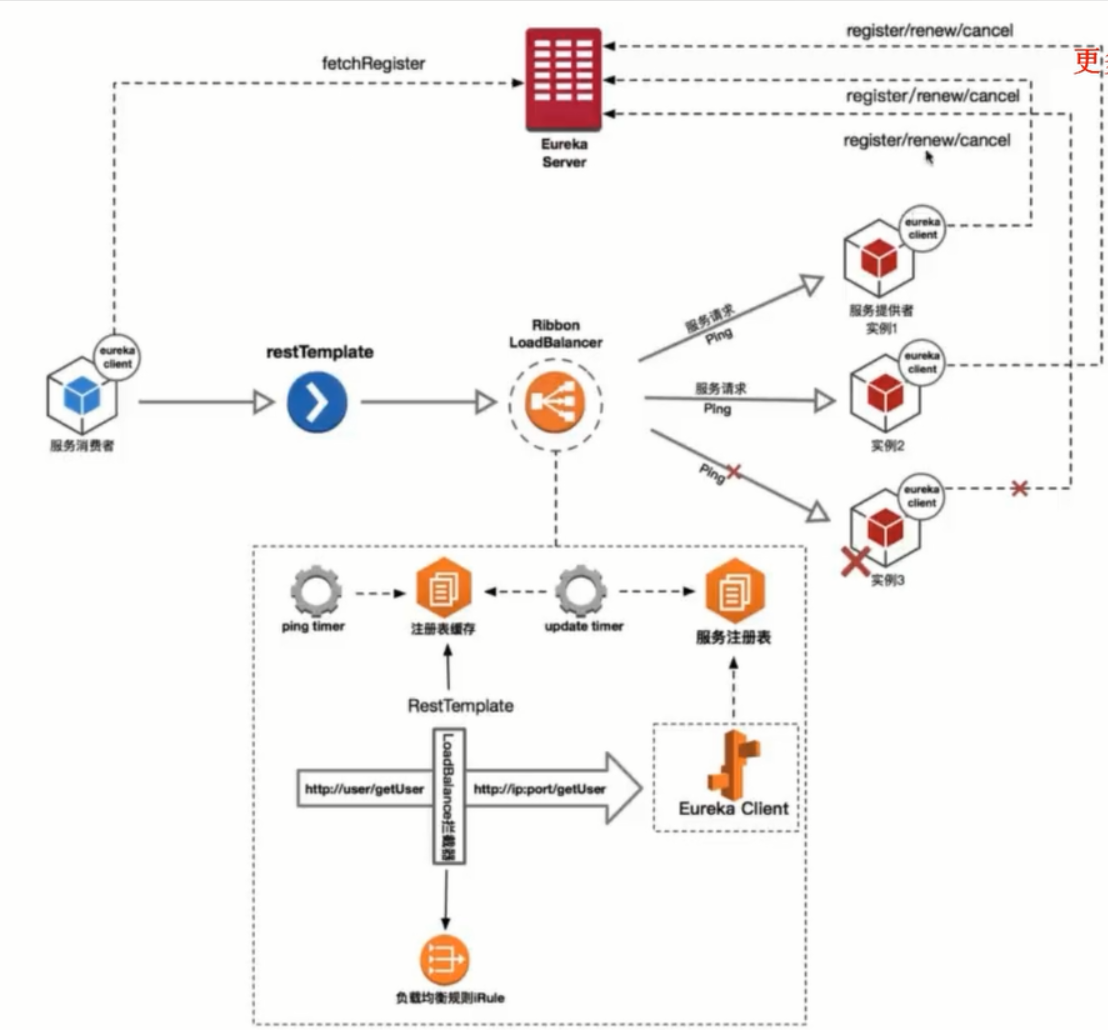 register/renew/cancel
更
fetchRegister
register/renew/cancel
register/renew/cancel
Eureka
Server
eureka
client
服务提供者
实例1
服务请求
Ping
Ribbon
LoadBalancer
restTemplate
eureka
client
服务消费者
服务请求
Ping
eureka
client
实例2
Ping
eureka
client
实例3
ping timer
注册表缓存
update timer
服务注册表
RestTemplate
http://user/getUser
LoadBalance拦截器
http://ip:port/getUser
Eureka Client
负载均衡规则iRule